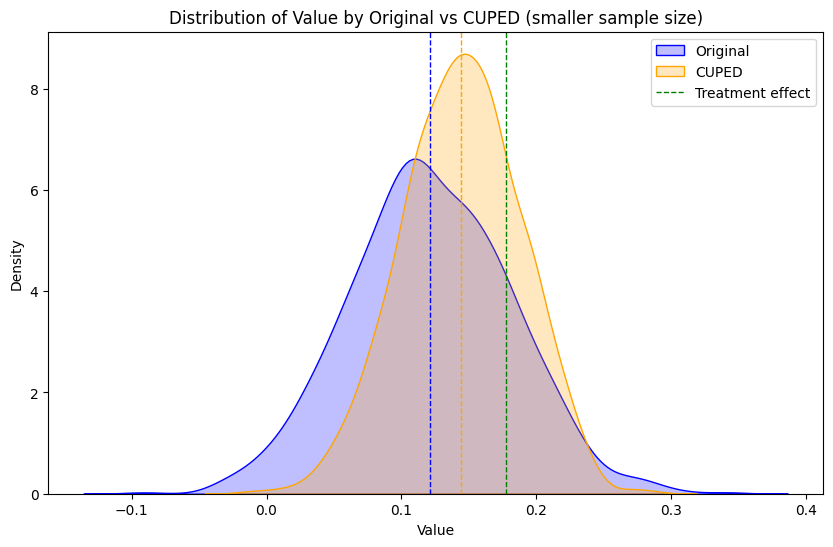 Distribution of Value by Original vs CUPED (smaller sample size)
Original
CUPED
Treatment effect
Density
8
6
4
2
0
−0.1
0.0
0.1
0.2
0.3
0.4
Value